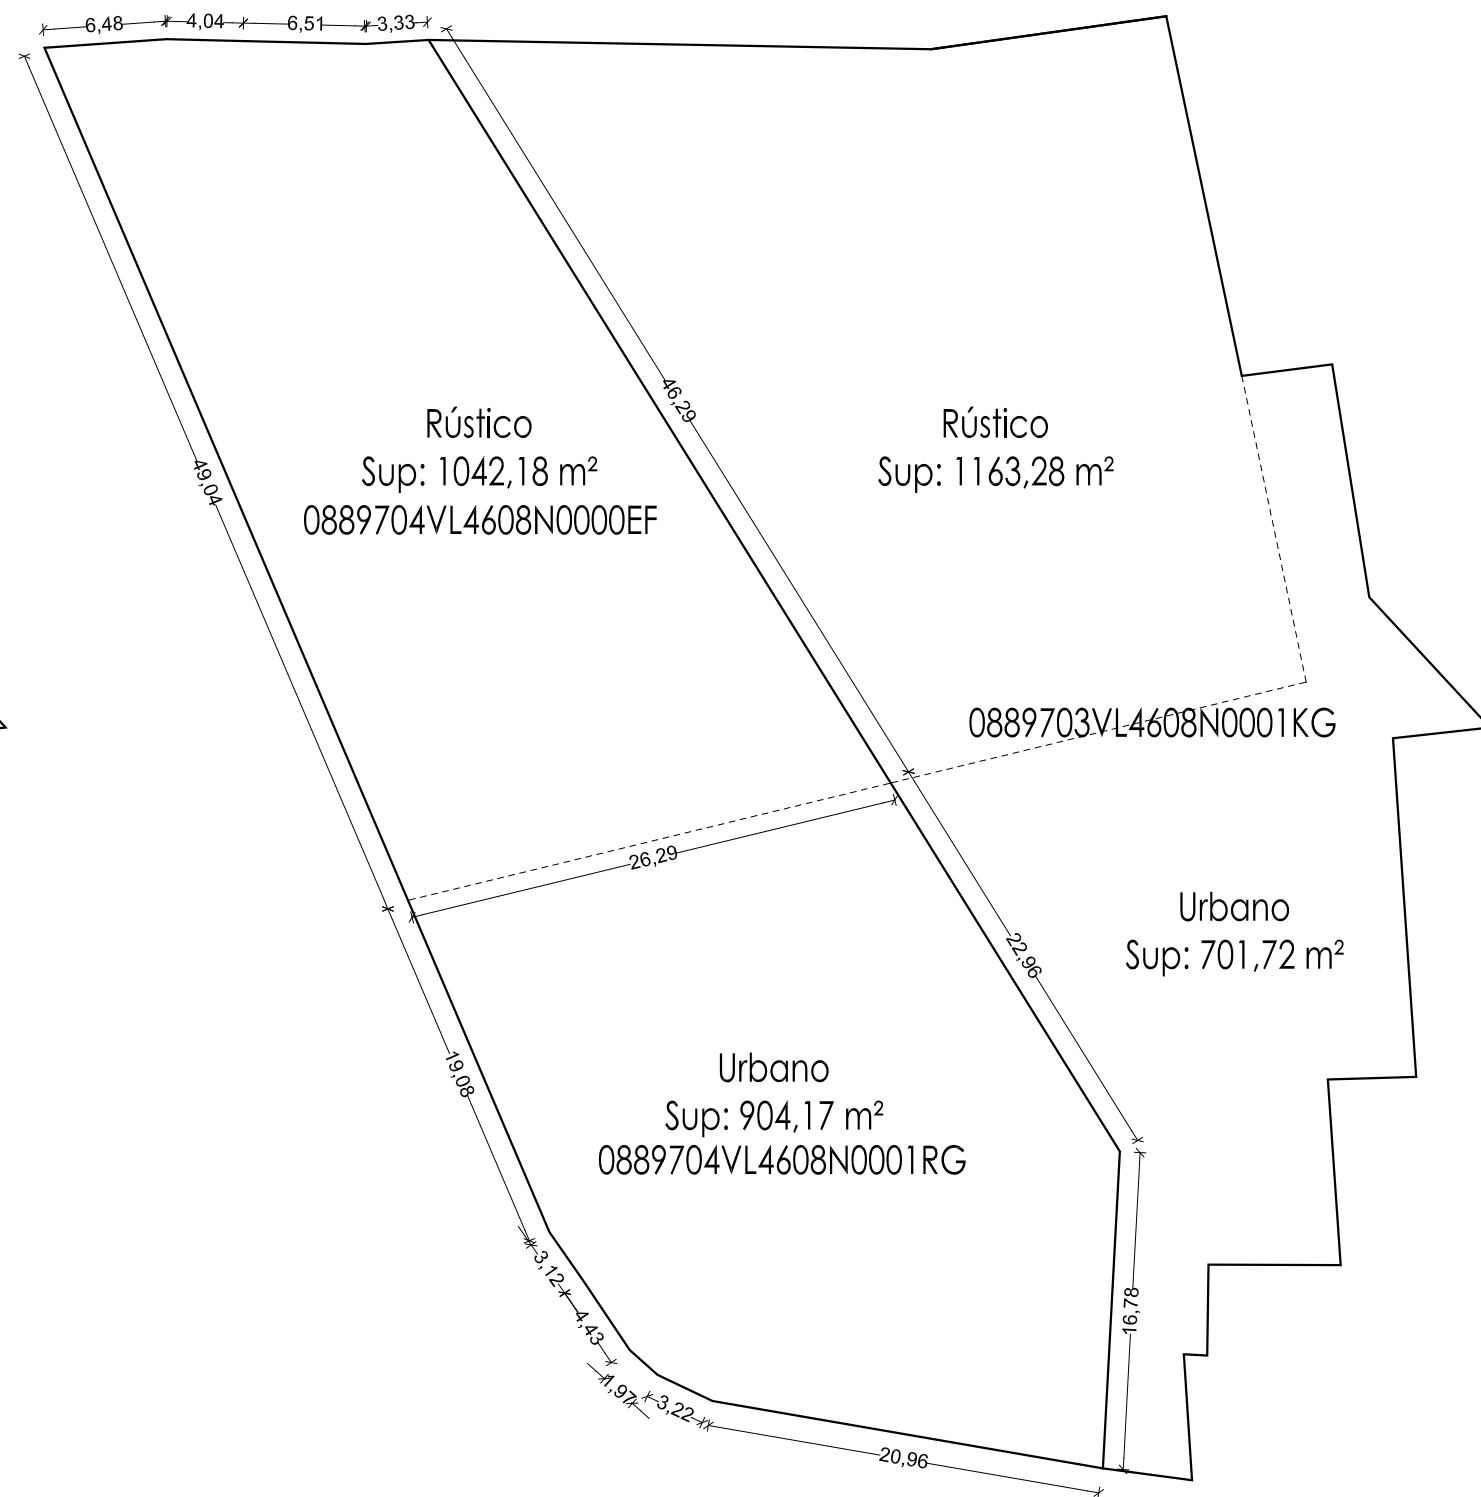 6,48
4,04
6,51
3,33
46,29
49,04
Rústico
Sup: 1042,18 m²
0889704VL4608N0000EF
Rústico
Sup: 1163,28 m²
0889703VL4608N0001KG
26,29
22,96
Urbano
Sup: 701,72 m²
19,08
Urbano
Sup: 904,17 m²
0889704VL4608N0001RG
3,12
4,43
1,97
3,22
20,96
16,78